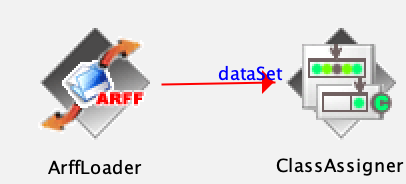 dataSet
ARFF
C
ArffLoader
ClassAssigner